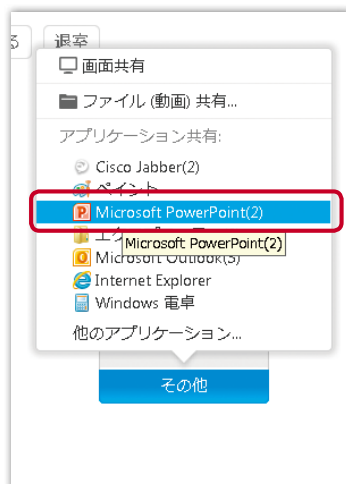 る 退室
画面共有
ファイル (動画) 共有...
アプリケーション共有:
Cisco Jabber(2)
ペイント
Microsoft PowerPoint(2)
Microsoft PowerPoint(2)
Microsoft Outlook(3)
Internet Explorer
Windows 電卓
他のアプリケーション...
その他